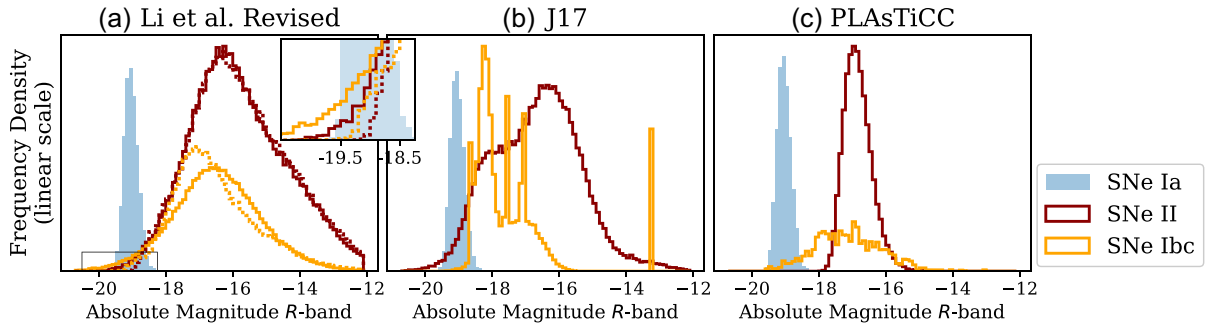 (a) Li et al. Revised
(b) J17
(c) PLAsTiCC
Frequency Density
(linear scale)
-19.5 -18.5
−20 −18 −16 −14 −12
−20 −18 −16 −14 −12
−20 −18 −16 −14 −12
Absolute Magnitude R-band
Absolute Magnitude R-band
Absolute Magnitude R-band
SNe Ia
SNe II
SNe Ibc